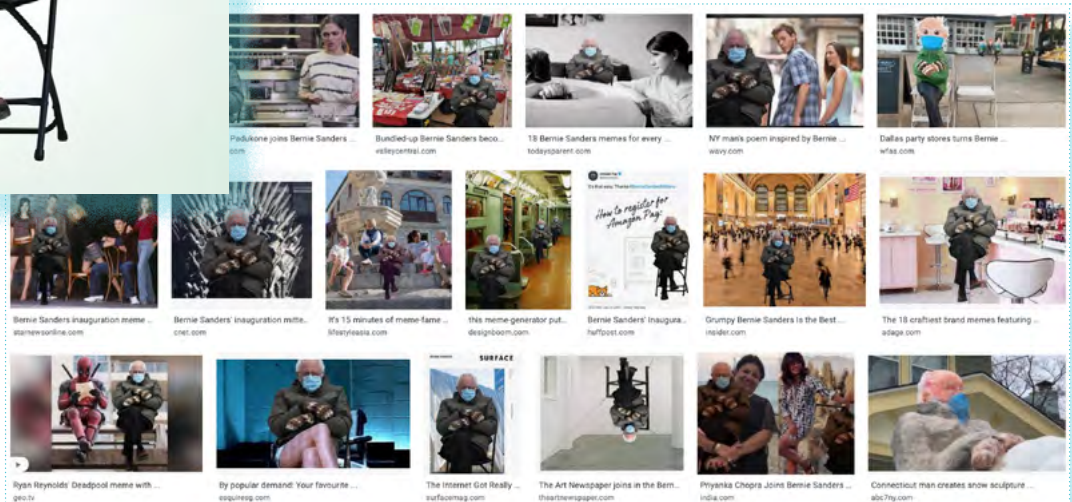 Padukone joins Bernie Sanders ...
com
Bundled-up Bernie Sanders beco...
valleycentral.com
18 Bernie Sanders memes for every ...
todaysparent.com
NY man's poem inspired by Bernie ...
wavy.com
Dallas party stores turns Bernie ...
wfaa.com
How to register for
Amazon Pay:
Bernie Sanders inauguration meme ...
starnewsonline.com
Bernie Sanders' inauguration mitte...
cnet.com
It's 15 minutes of meme-fame ...
lifestyleasia.com
this meme-generator put...
designboom.com
Bernie Sanders' Inaugura...
huffpost.com
Grumpy Bernie Sanders Is the Best ...
insider.com
The 18 craftiest brand memes featuring ...
adage.com
SURFACE
Ryan Reynolds' Deadpool meme with ...
geo.tv
By popular demand: Your favourite ...
esquiresg.com
The Internet Got Really ...
surfacemag.com
The Art Newspaper joins in the Bern...
theartnewspaper.com
Priyanka Chopra Joins Bernie Sanders ...
india.com
Connecticut man creates snow sculpture ...
abc7ny.com